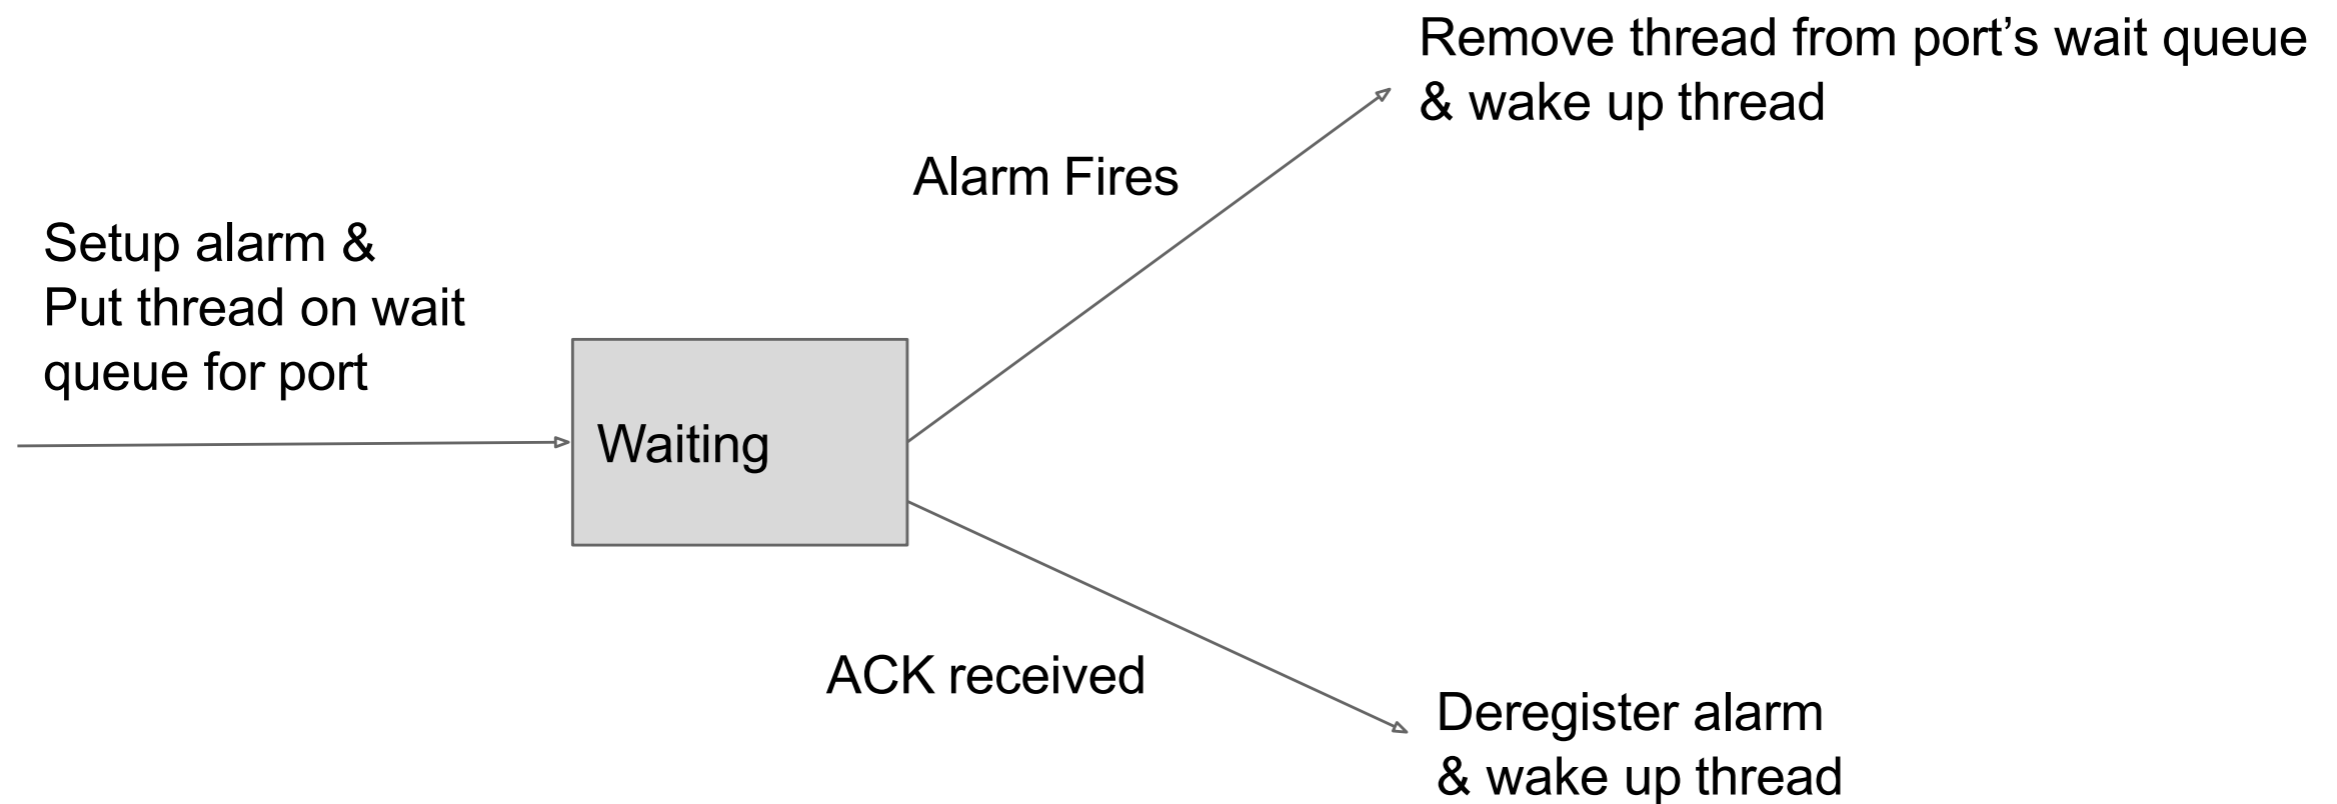 Remove thread from port’s wait queue
& wake up thread
Alarm Fires
Setup alarm &
Put thread on wait
queue for port
Waiting
ACK received
Deregister alarm
& wake up thread